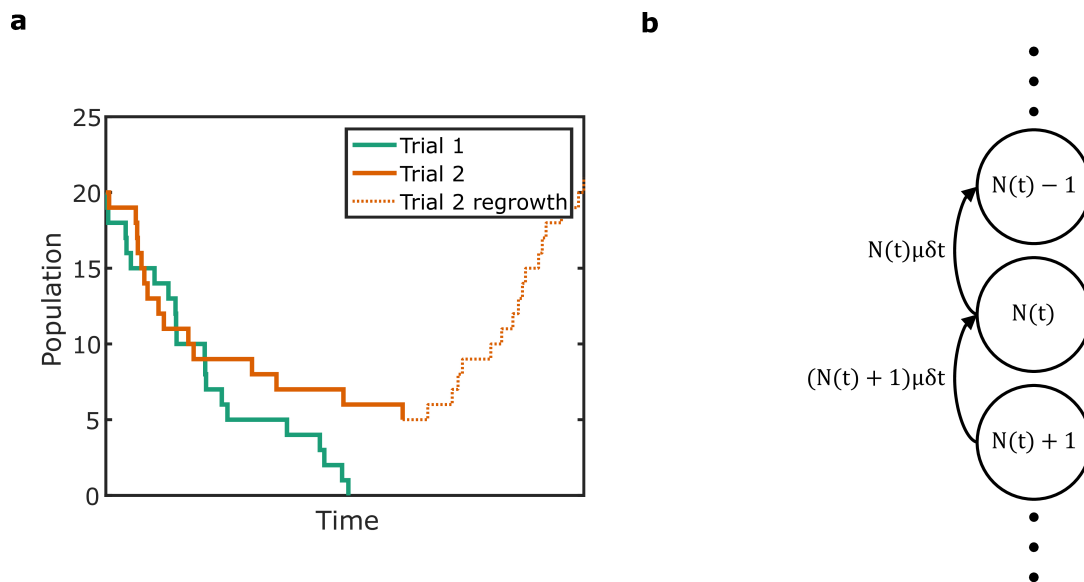 a
25
20
15
10
5
0
Population
Time
Trial 1
Trial 2
Trial 2 regrowth
b
N(t) − 1
N(t)μδt
N(t)
(N(t) + 1)μδt
N(t) + 1